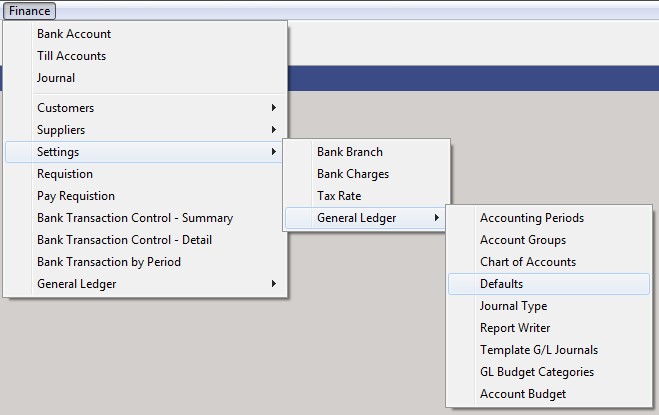 Finance
Bank Account
Till Accounts
Journal
Customers
Suppliers
Settings
Requistion
Pay Requistion
Bank Transaction Control - Summary
Bank Transaction Control - Detail
Bank Transaction by Period
General Ledger
Bank Branch
Bank Charges
Tax Rate
General Ledger
Accounting Periods
Account Groups
Chart of Accounts
Defaults
Journal Type
Report Writer
Template G/L Journals
GL Budget Categories
Account Budget